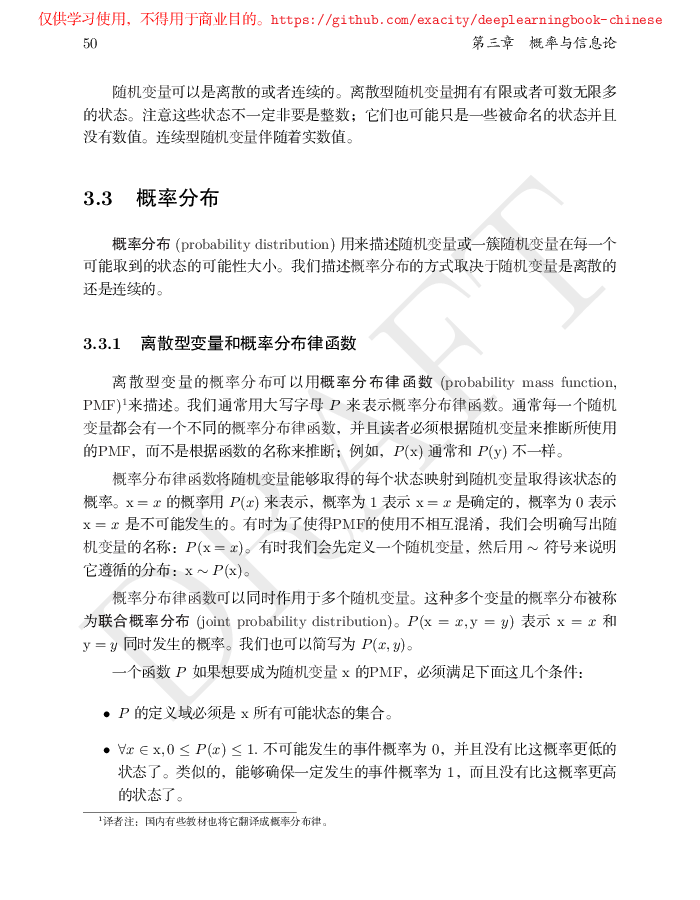 仅供学习使用，不得用于商业目的。https://github.com/exacity/deeplearningbook-chinese
50 第三章 概率与信息论
随机变量可以是离散的或者连续的。离散型随机变量拥有有限或者可数无限多
的状态。注意这些状态不一定非要是整数；它们也可能只是一些被命名的状态并且
没有数值。连续型随机变量伴随着实数值。
3.3 概率分布
概率分布 (probability distribution) 用来描述随机变量或一簇随机变量在每一个
可能取到的状态的可能性大小。我们描述概率分布的方式取决于随机变量是离散的
还是连续的。
3.3.1 离散型变量和概率分布律函数
离散型变量的概率分布可以用概率分布律函数 (probability mass function,
PMF)¹来描述。我们通常用大写字母 P 来表示概率分布律函数。通常每一个随机
变量都会有一个不同的概率分布律函数，并且读者必须根据随机变量来推断所使用
的PMF，而不是根据函数的名称来推断；例如，P(x) 通常和 P(y) 不一样。
概率分布律函数将随机变量能够取得的每个状态映射到随机变量取得该状态的
概率。x = x 的概率用 P(x) 来表示，概率为 1 表示 x = x 是确定的，概率为 0 表示
x = x 是不可能发生的。有时为了使得PMF的使用不相互混淆，我们会明确写出随
机变量的名称：P(x = x)。有时我们会先定义一个随机变量，然后用 ∼ 符号来说明
它遵循的分布：x ∼ P(x)。
概率分布律函数可以同时作用于多个随机变量。这种多个变量的概率分布被称
为联合概率分布 (joint probability distribution)。P(x = x, y = y) 表示 x = x 和
y = y 同时发生的概率。我们也可以简写为 P(x, y)。
一个函数 P 如果想要成为随机变量 x 的PMF，必须满足下面这几个条件：
• P 的定义域必须是 x 所有可能状态的集合。
• ∀x ∈ x, 0 ≤ P(x) ≤ 1. 不可能发生的事件概率为 0，并且没有比这概率更低的
状态了。类似的，能够确保一定发生的事件概率为 1，而且没有比这概率更高
的状态了。
¹译者注：国内有些教材也将它翻译成概率分布律。
DRAFT